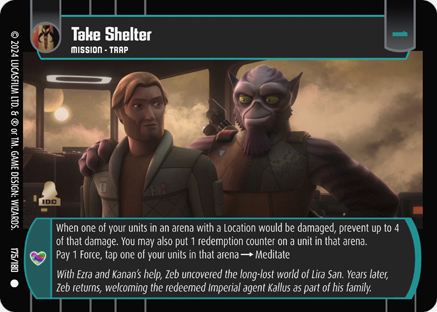 Take Shelter
MISSION - TRAP
© 2024 LUCASFILM LTD. & ® or TM. GAME DESIGN: WIZARDS.
10C
175/180
When one of your units in an arena with a Location would be damaged, prevent up to 4
of that damage. You may also put 1 redemption counter on a unit in that arena.
Pay 1 Force, tap one of your units in that arena → Meditate
With Ezra and Kanan's help, Zeb uncovered the long-lost world of Lira San. Years later,
Zeb returns, welcoming the redeemed Imperial agent Kallus as part of his family.